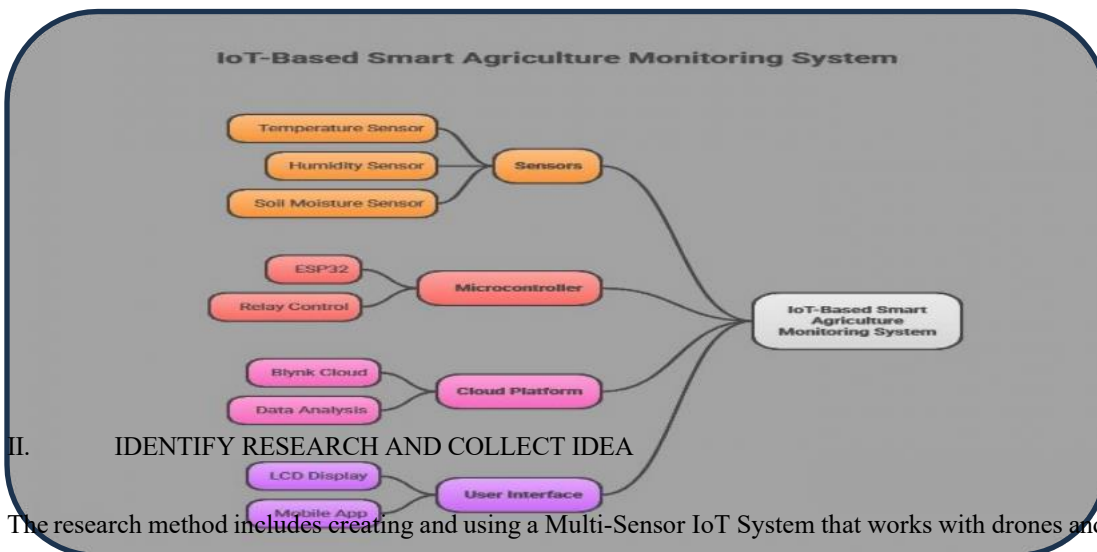 IoT-Based Smart Agriculture Monitoring System
Temperature Sensor
Humidity Sensor
Soil Moisture Sensor
Sensors
ESP32
Relay Control
Microcontroller
IoT-Based Smart
Agriculture
Monitoring System
Blynk Cloud
Data Analysis
Cloud Platform
II. IDENTIFY RESEARCH AND COLLECT IDEA
LCD Display
Mobile App
User Interface
The research method includes creating and using a Multi-Sensor IoT System that works with drones and